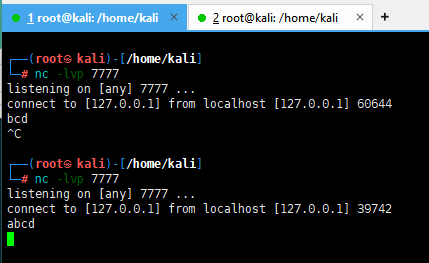 1 root@kali: /home/kali × 2 root@kali: /home/kali × +
┌──(root㉿ kali)-[/home/kali]
└─# nc -lvp 7777
listening on [any] 7777 ...
connect to [127.0.0.1] from localhost [127.0.0.1] 60644
bcd
^C
┌──(root㉿ kali)-[/home/kali]
└─# nc -lvp 7777
listening on [any] 7777 ...
connect to [127.0.0.1] from localhost [127.0.0.1] 39742
abcd